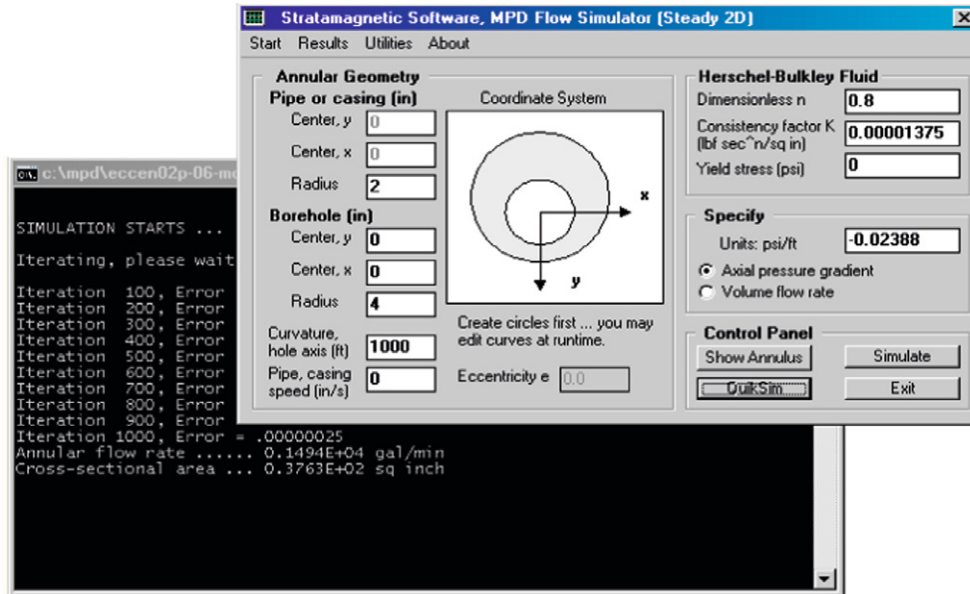 Stratamagnetic Software, MPD Flow Simulator (Steady 2D)
Start Results Utilities About
Annular Geometry
Pipe or casing (in)
Center, y 0
Center, x 0
Radius 2
Borehole (in)
Center, y 0
Center, x 0
Radius 4
Curvature,
hole axis (ft) 1000
Pipe, casing
speed (in/s) 0
Coordinate System
x
y
Create circles first ... you may
edit curves at runtime.
Eccentricity e 0.0
Herschel-Bulkley Fluid
Dimensionless n 0.8
Consistency factor K
(lbf sec^n/sq in) 0.00001375
Yield stress (psi) 0
Specify
Units: psi/ft -0.02388
Axial pressure gradient
Volume flow rate
Control Panel
Show Annulus Simulate
QuikSim Exit
c:\mpd\eccen02p-06-mo
SIMULATION STARTS ...
Iterating, please wait
Iteration 100, Error
Iteration 200, Error
Iteration 300, Error
Iteration 400, Error
Iteration 500, Error
Iteration 600, Error
Iteration 700, Error
Iteration 800, Error
Iteration 900, Error
Iteration 1000, Error = .00000025
Annular flow rate ...... 0.1494E+04 gal/min
Cross-sectional area ... 0.3763E+02 sq inch